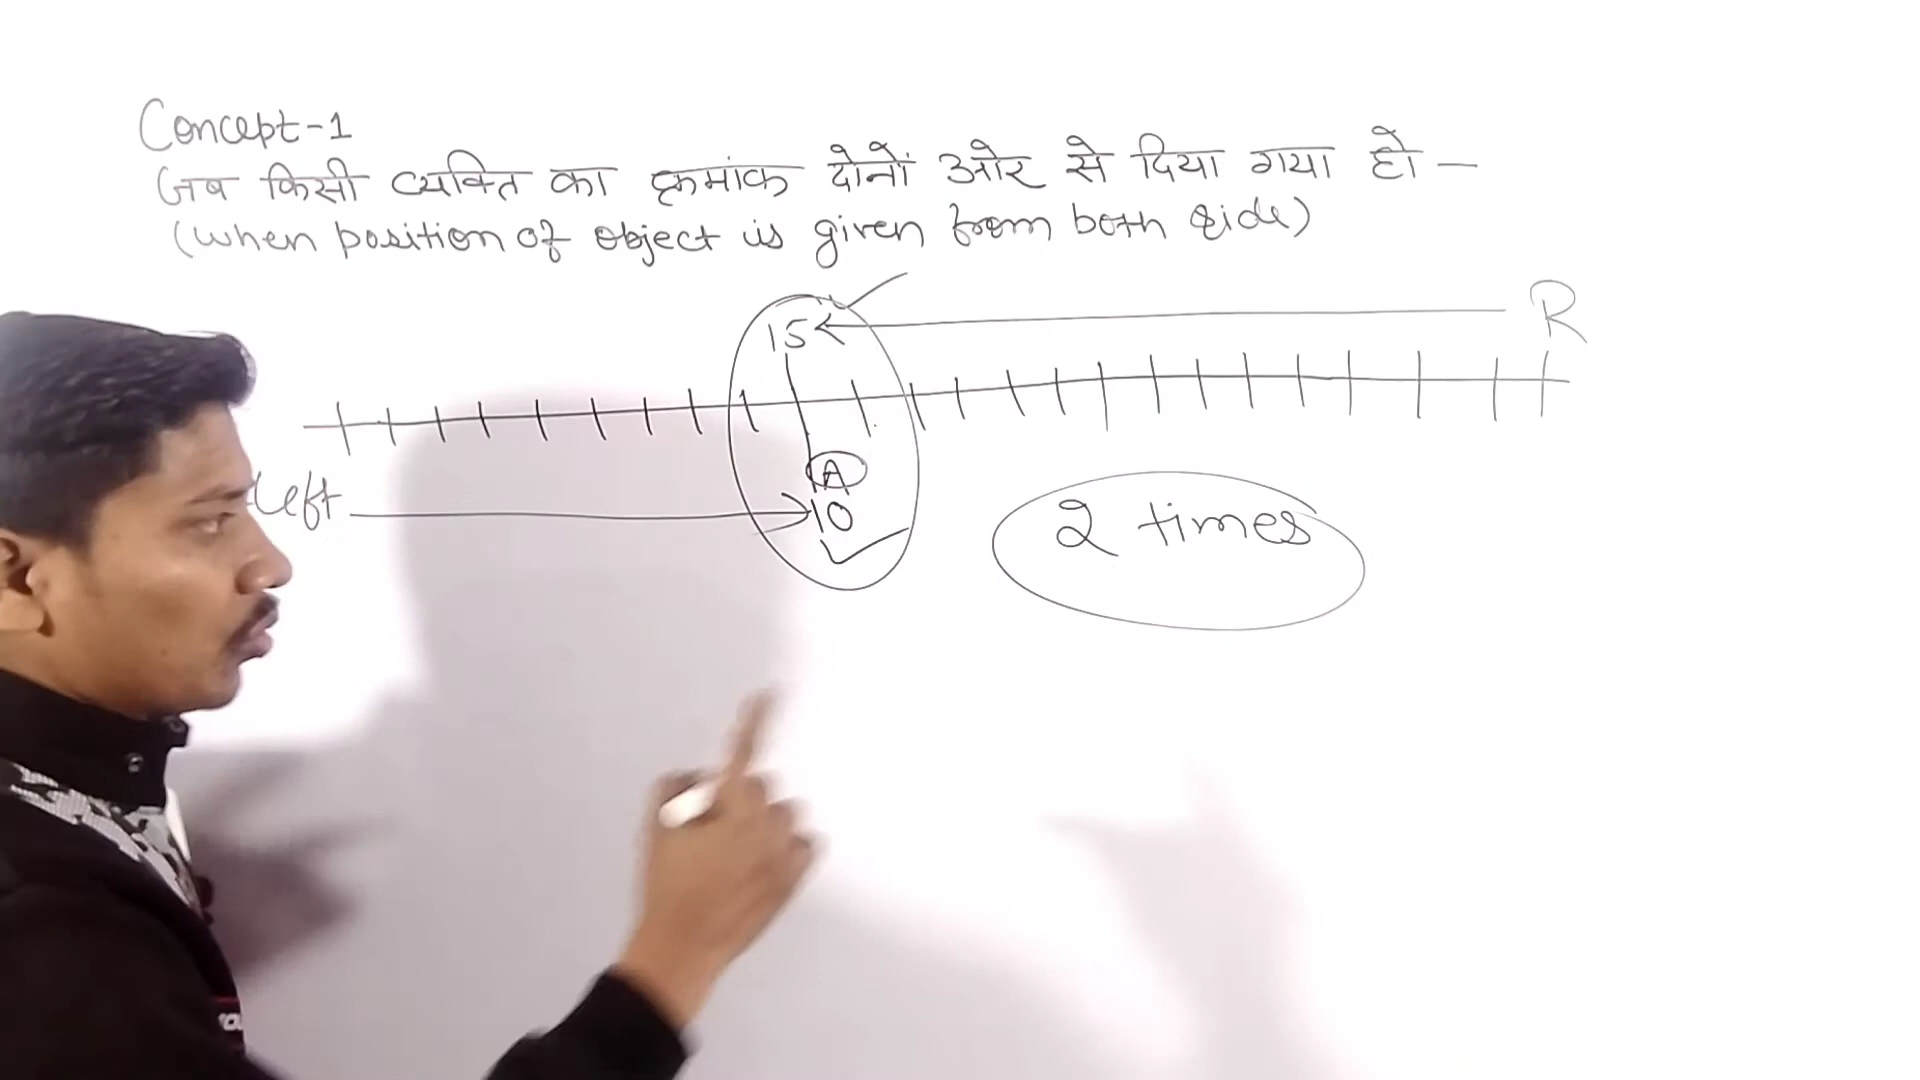 Concept-1
जब किसी व्यक्ति का क्रमांक दोनों ओर से दिया गया हो —
(when position of object is given from both side)
15
R
A
Left
10
2 times